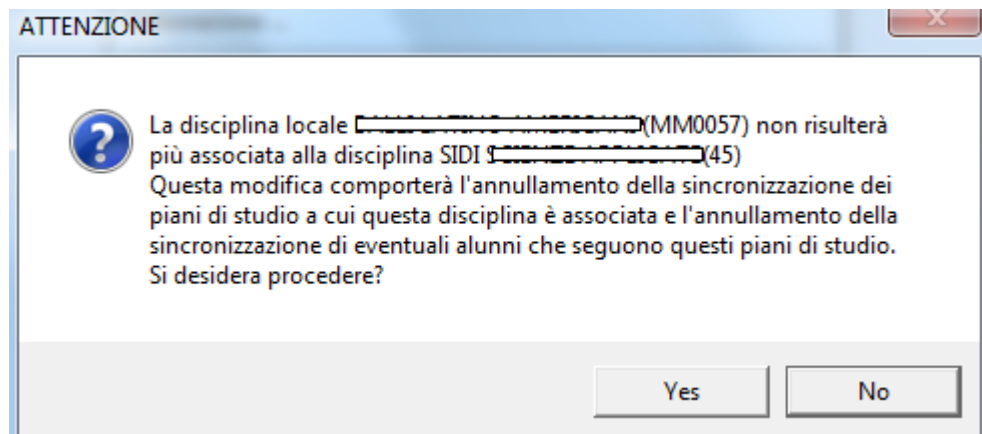 ATTENZIONE
La disciplina locale (MM0057) non risulterà
più associata alla disciplina SIDI (45)
Questa modifica comporterà l'annullamento della sincronizzazione dei
piani di studio a cui questa disciplina è associata e l'annullamento della
sincronizzazione di eventuali alunni che seguono questi piani di studio.
Si desidera procedere?
Yes
No